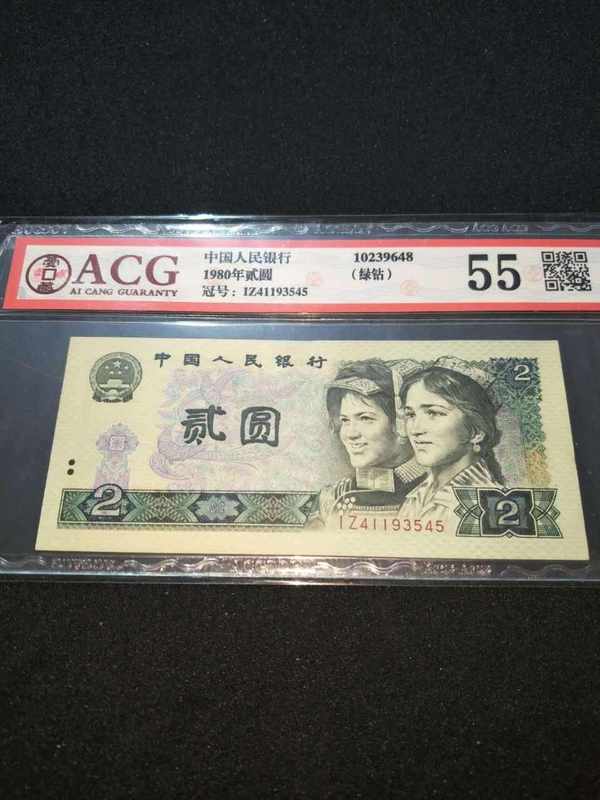 ACG
AI CANG GUARANTY
中国人民银行
1980年贰圆
冠号：IZ41193545
10239648
（绿钻）
55
中国人民银行
2
贰圆
2
IZ41193545
2